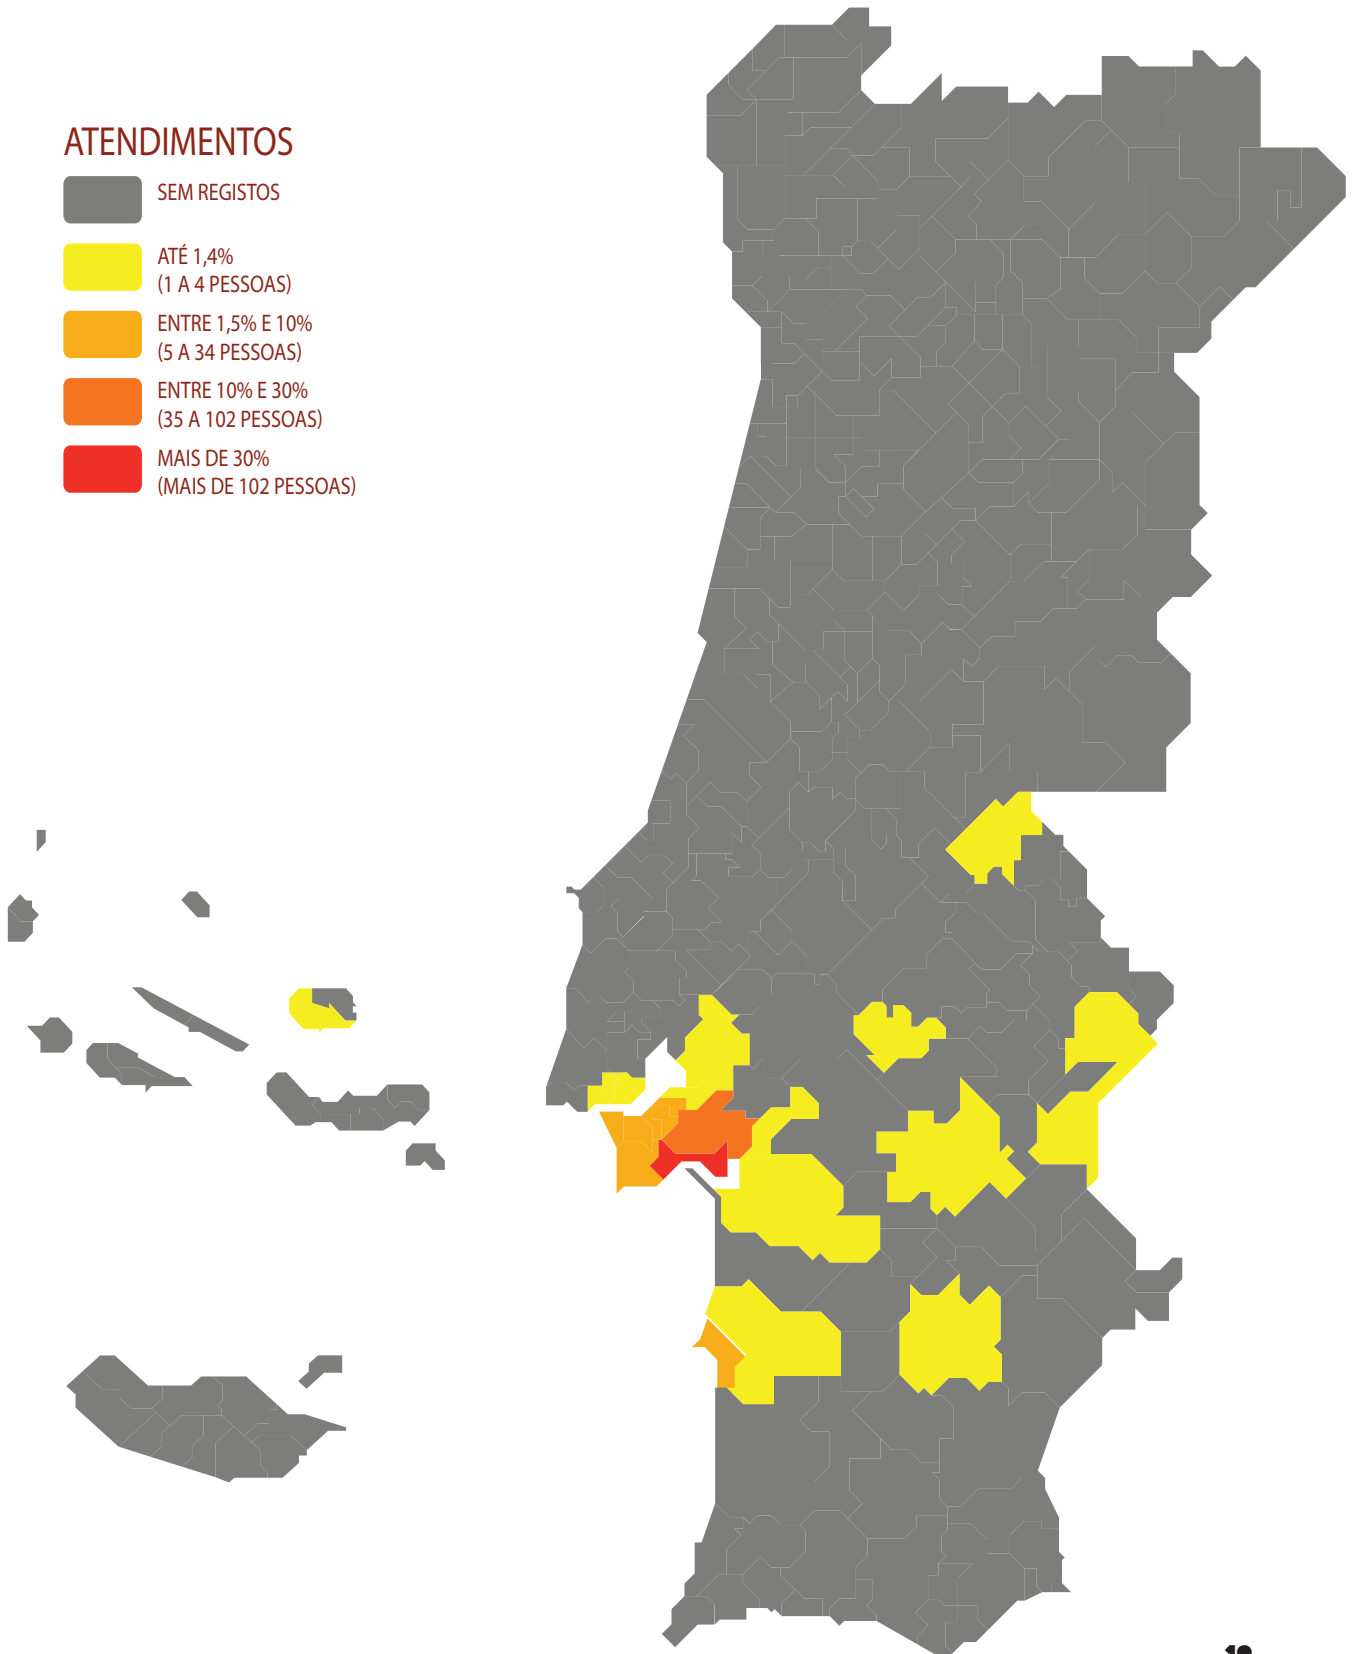 ATENDIMENTOS
SEM REGISTOS
ATÉ 1,4%
(1 A 4 PESSOAS)
ENTRE 1,5% E 10%
(5 A 34 PESSOAS)
ENTRE 10% E 30%
(35 A 102 PESSOAS)
MAIS DE 30%
(MAIS DE 102 PESSOAS)